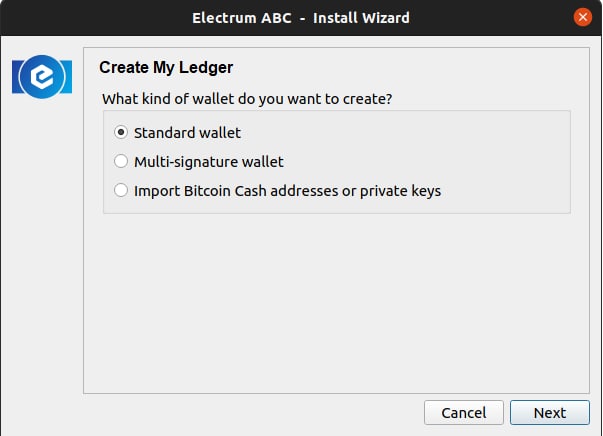 Electrum ABC - Install Wizard
Create My Ledger
What kind of wallet do you want to create?
Standard wallet
Multi-signature wallet
Import Bitcoin Cash addresses or private keys
Cancel
Next